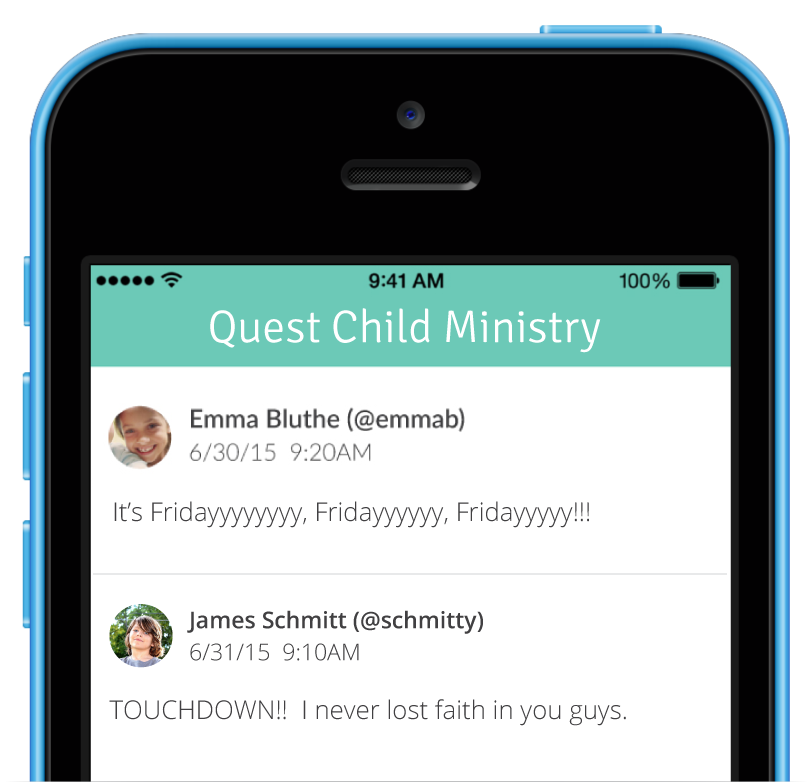 9:41 AM 100%
Quest Child Ministry
Emma Bluthe (@emmab)
6/30/15 9:20AM
It’s Fridayyyyyyyy, Fridayyyyyy, Fridayyyyy!!!
James Schmitt (@schmitty)
6/31/15 9:10AM
TOUCHDOWN!! I never lost faith in you guys.